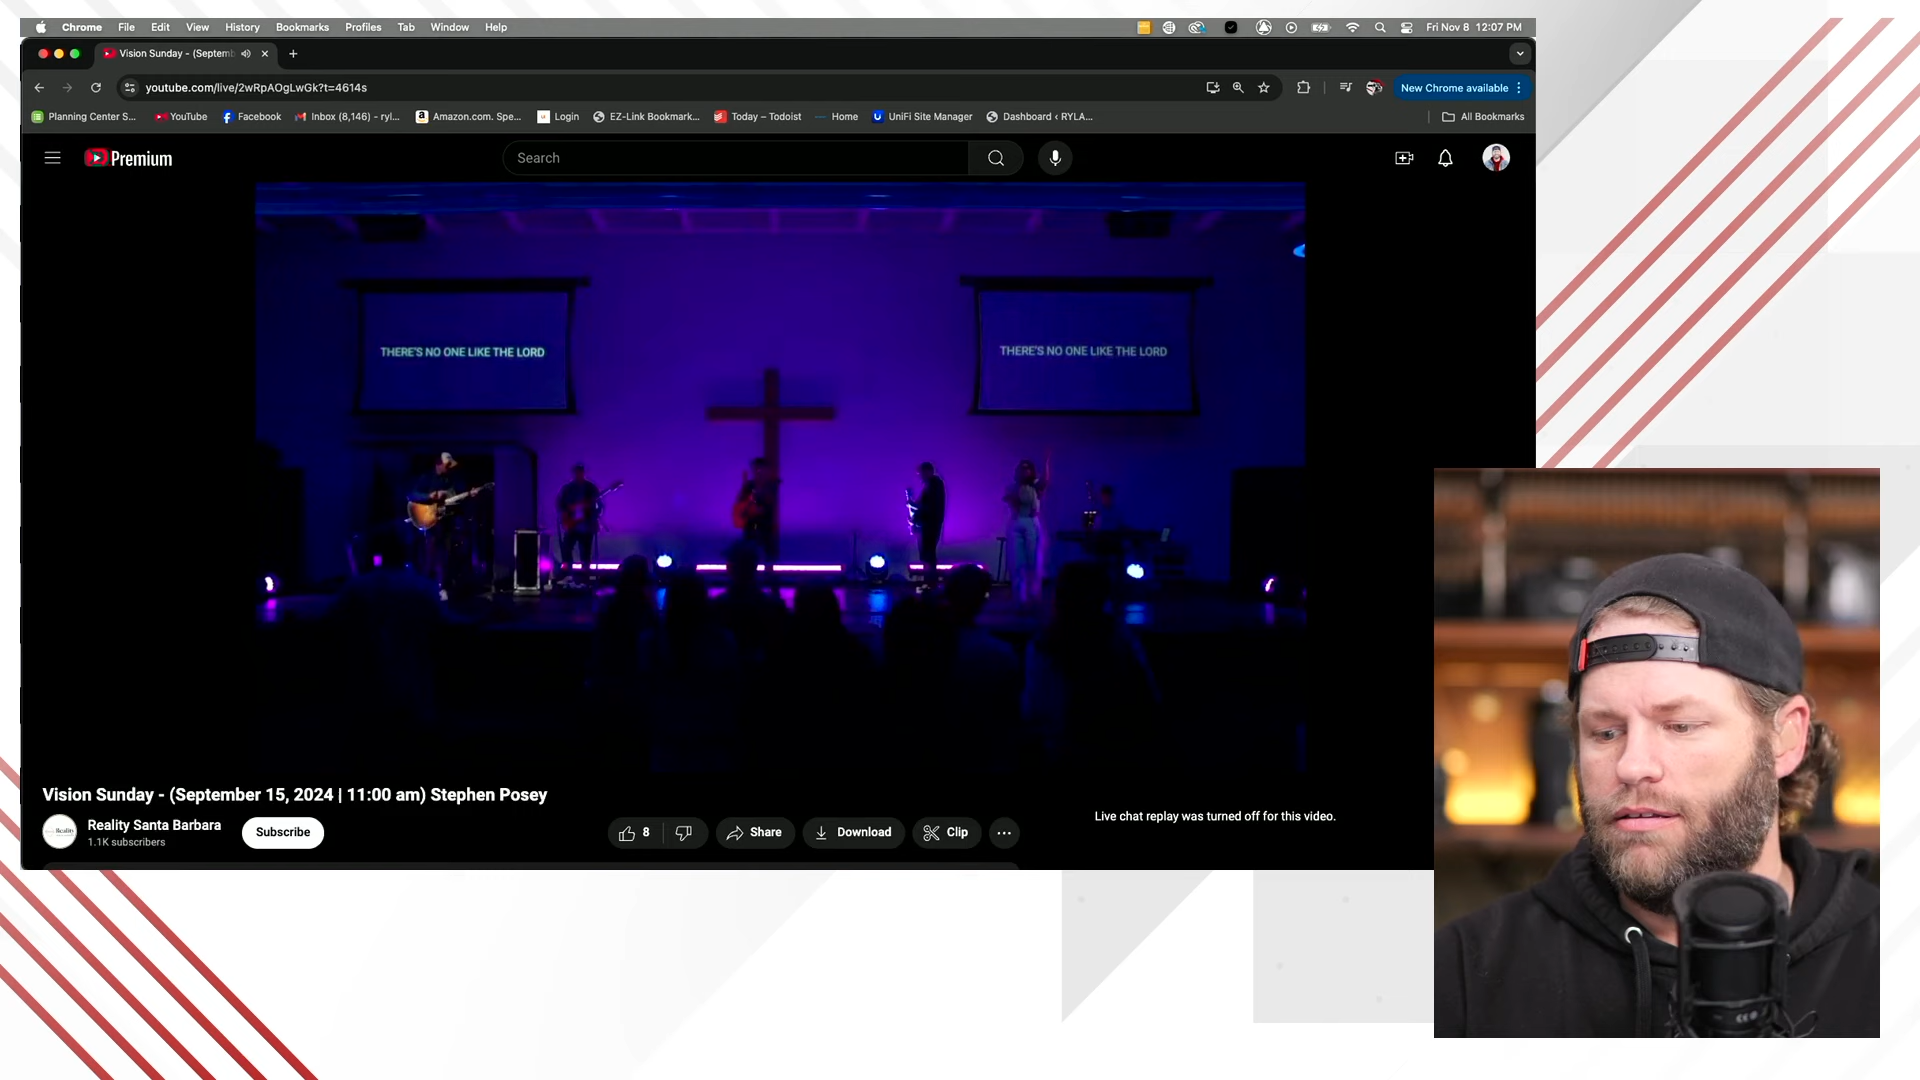 Chrome File Edit View History Bookmarks Profiles Tab Window Help Fri Nov 8 12:07 PM
Vision Sunday - (Septemb
youtube.com/live/2wRpAOgLwGk?t=4614s New Chrome available
Planning Center S... YouTube Facebook Inbox (8,146) - ryl... Amazon.com. Spe... Login EZ-Link Bookmark... Today – Todoist Home UniFi Site Manager Dashboard ‹ RYLA... All Bookmarks
Premium Search
THERE'S NO ONE LIKE THE LORD
THERE'S NO ONE LIKE THE LORD
Vision Sunday - (September 15, 2024 | 11:00 am) Stephen Posey
Reality Santa Barbara
1.1K subscribers
Subscribe
8 Share Download Clip
Live chat replay was turned off for this video.